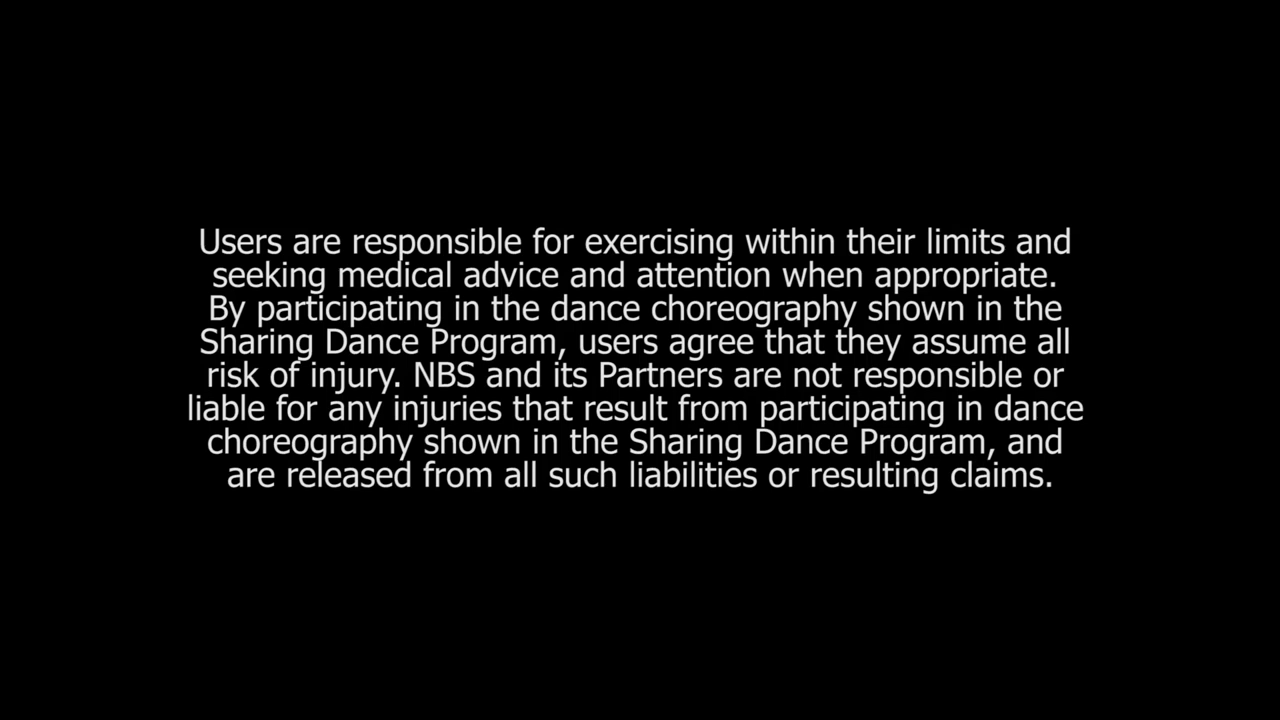 Users are responsible for exercising within their limits and
seeking medical advice and attention when appropriate.
By participating in the dance choreography shown in the
Sharing Dance Program, users agree that they assume all
risk of injury. NBS and its Partners are not responsible or
liable for any injuries that result from participating in dance
choreography shown in the Sharing Dance Program, and
are released from all such liabilities or resulting claims.